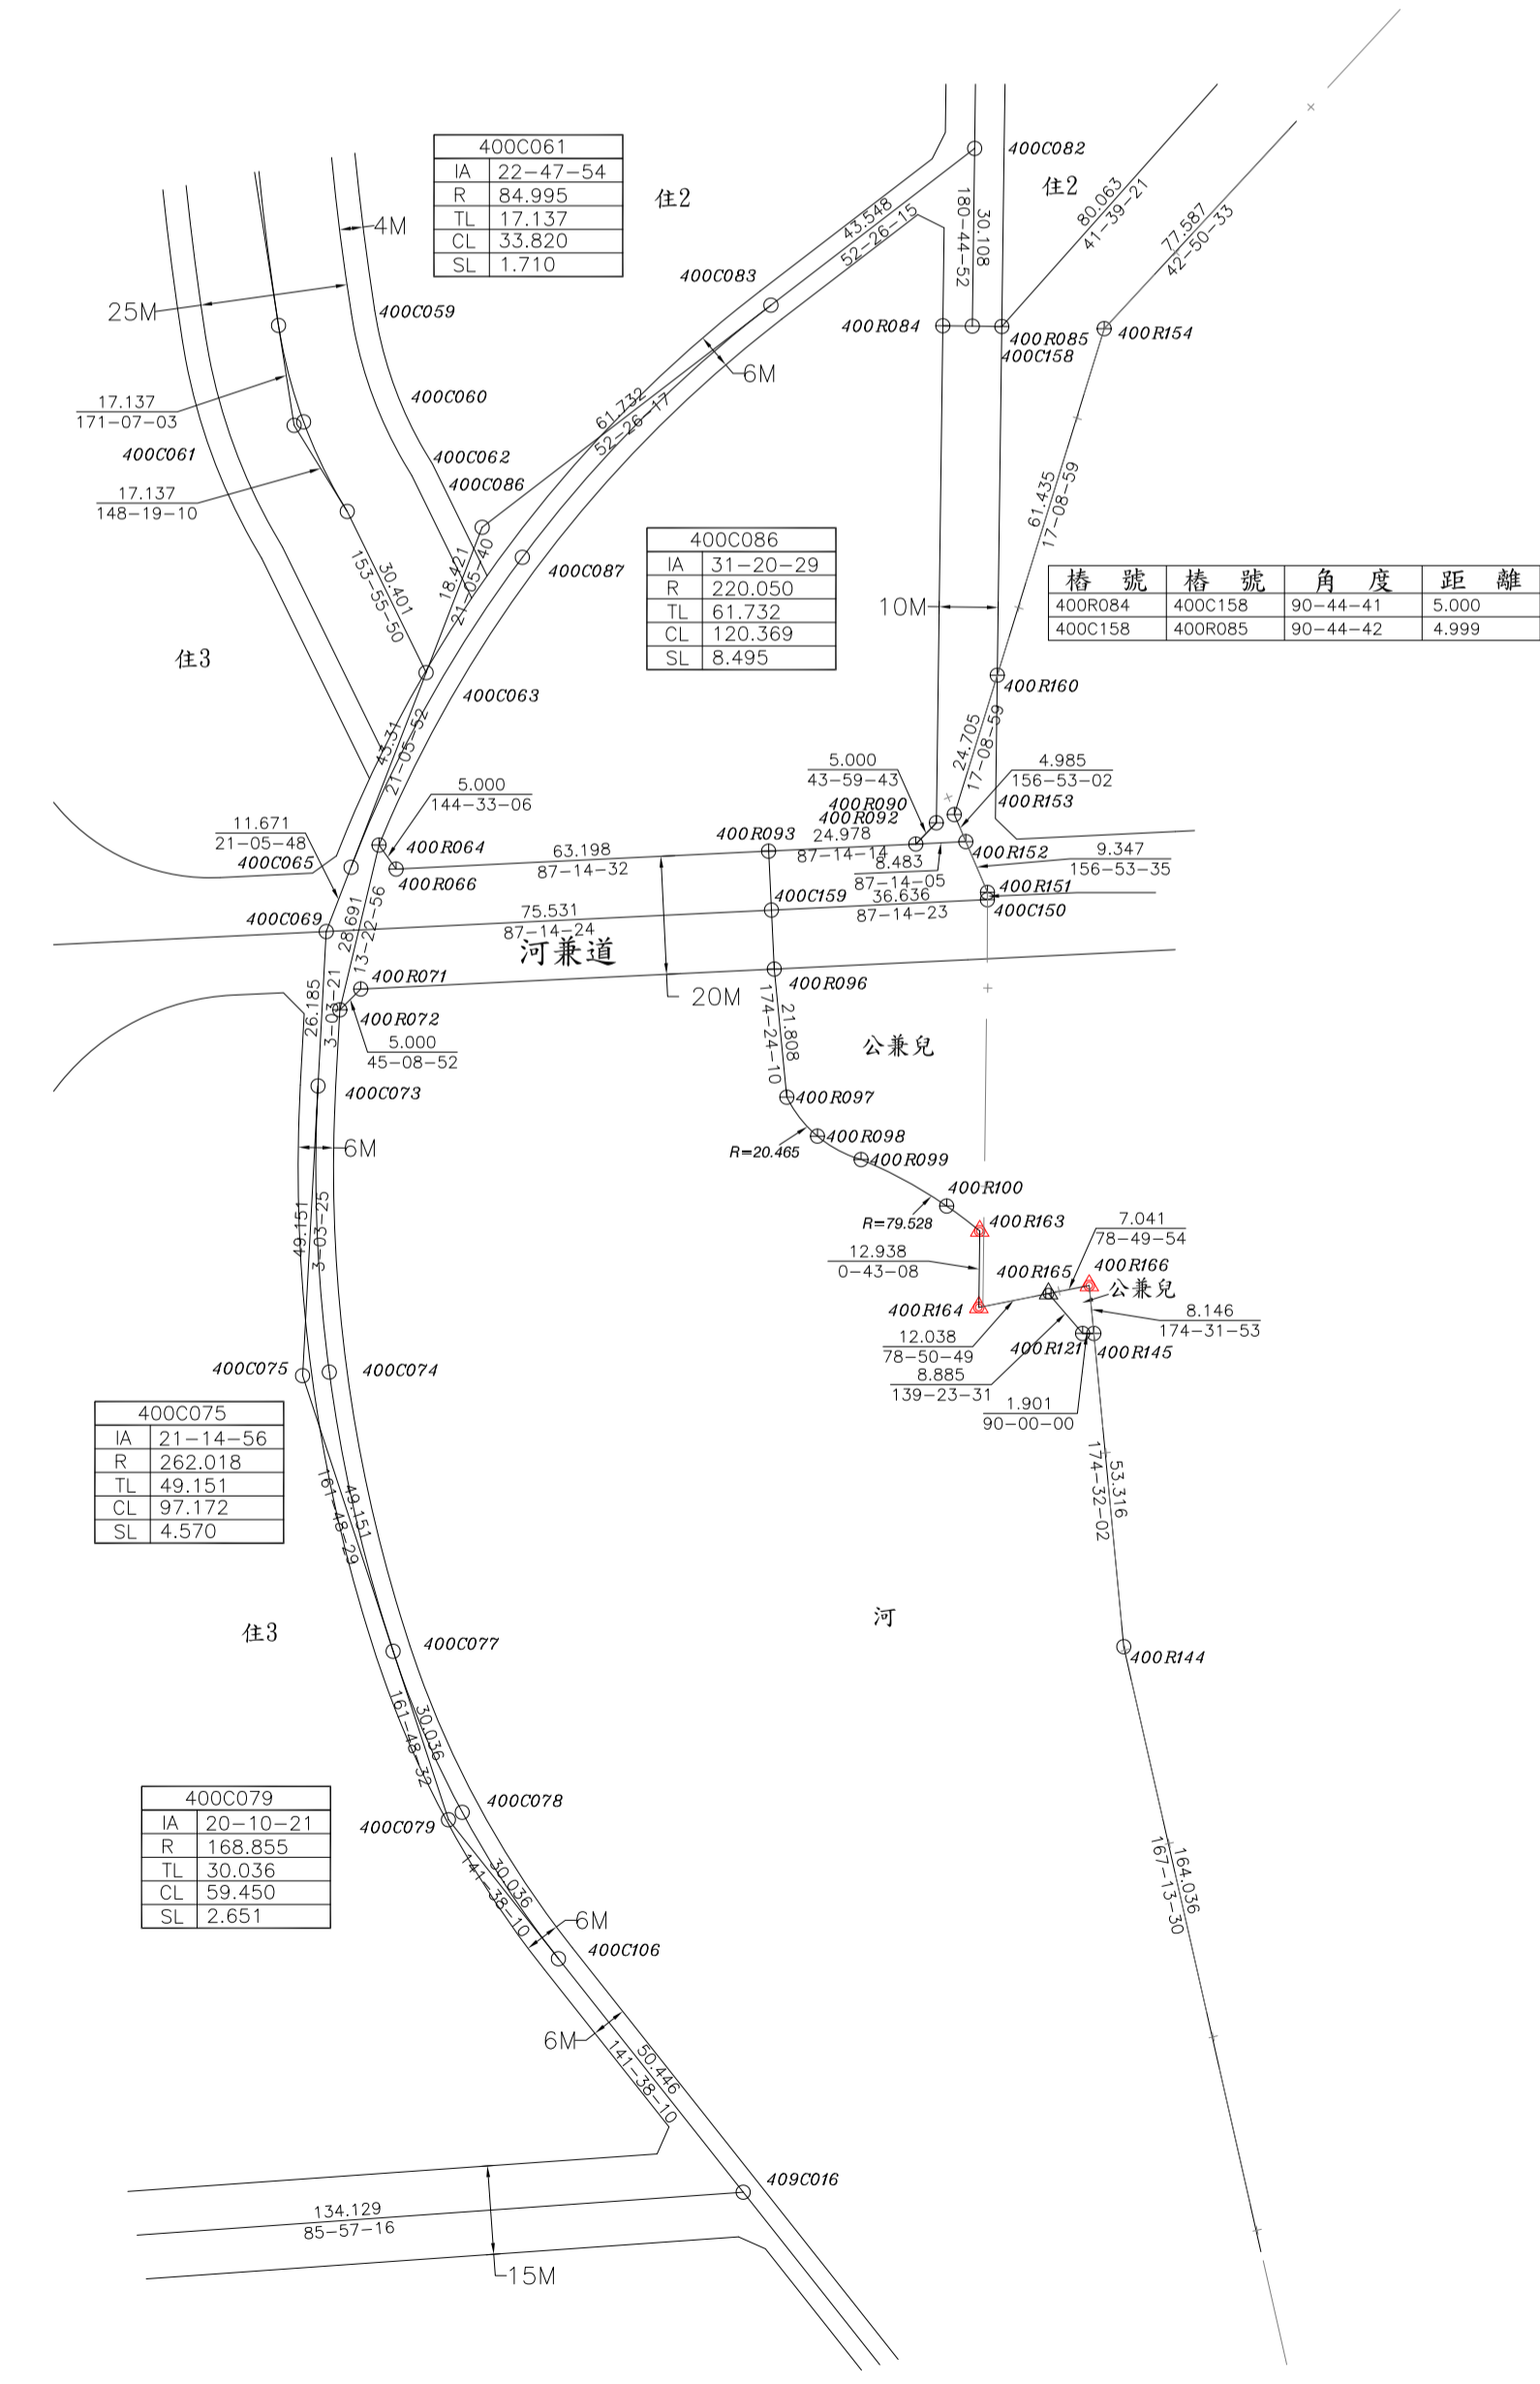 400C061
IA 22-47-54
R 84.995
TL 17.137
CL 33.820
SL 1.710
住2
400C082
住2
4M
43.548
52-26-15
30.108
180-44-52
80.063
41-39-21
77.587
42-50-33
400C083
25M
400C059
400R084
400R085
400C158
400R154
6M
17.137
171-07-03
400C060
61.732
52-26-17
400C061
400C062
400C086
17.137
148-19-10
61.435
17-08-59
30.401
153-55-50
18.421
21-05-40
400C087
400C086
IA 31-20-29
R 220.050
TL 61.732
CL 120.369
SL 8.495
10M
樁 號 樁 號 角 度 距 離
400R084 400C158 90-44-41 5.000
400C158 400R085 90-44-42 4.999
住3
400C063
400R160
43.31
21-05-52
24.705
17-08-59
5.000
144-33-06
5.000
43-59-43
4.985
156-53-02
400R090
400R092
400R153
11.671
21-05-48
400C065
400R064
400R066
63.198
87-14-32
400R093
24.978
87-14-14
8.483
87-14-05
400R152
9.347
156-53-35
400R151
400C150
400C069
28.691
13-22-56
75.531
87-14-24
400C159
36.636
87-14-23
河兼道
400R071
20M
400R096
26.185
3-03-21
400R072
5.000
45-08-52
21.808
174-24-10
公兼兒
400C073
400R097
400R098
R=20.465
400R099
6M
400R100
R=79.528
400R163
7.041
78-49-54
49.151
3-03-25
12.938
0-43-08
400R165
400R166
公兼兒
400R164
8.146
174-31-53
12.038
78-50-49
400R121
400R145
8.885
139-23-31
1.901
90-00-00
400C075
400C074
400C075
IA 21-14-56
R 262.018
TL 49.151
CL 97.172
SL 4.570
53.316
174-32-02
49.151
161-48-29
住3
400C077
河
400R144
30.036
161-48-32
400C079
IA 20-10-21
R 168.855
TL 30.036
CL 59.450
SL 2.651
400C078
400C079
30.036
141-38-10
164.036
167-13-30
6M
400C106
6M
50.446
141-38-10
409C016
134.129
85-57-16
15M